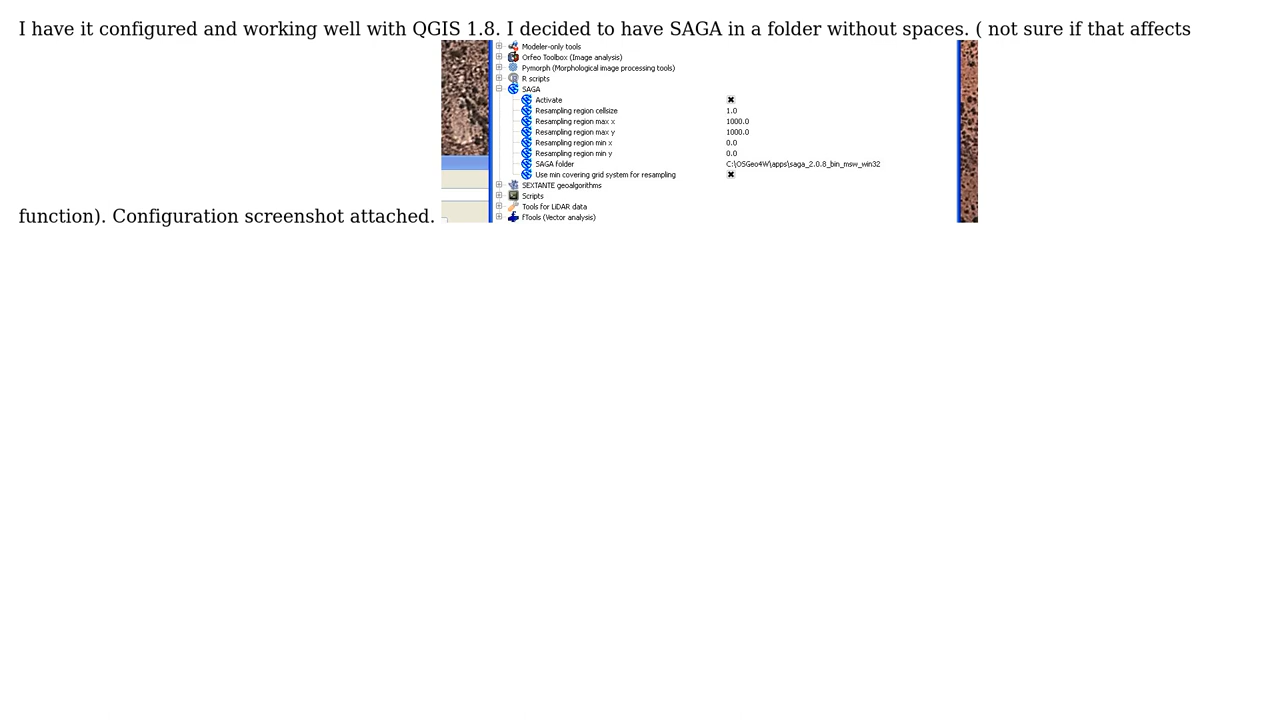 I have it configured and working well with QGIS 1.8. I decided to have SAGA in a folder without spaces. ( not sure if that affects
Modeler-only tools
Orfeo Toolbox (Image analysis)
Pymorph (Morphological image processing tools)
R scripts
SAGA
Activate
Resampling region cellsize 1.0
Resampling region max x 1000.0
Resampling region max y 1000.0
Resampling region min x 0.0
Resampling region min y 0.0
SAGA folder C:\OSGeo4W\apps\saga_2.0.8_bin_msw_win32
Use min covering grid system for resampling
SEXTANTE geoalgorithms
Scripts
Tools for LiDAR data
fTools (Vector analysis)
function). Configuration screenshot attached.